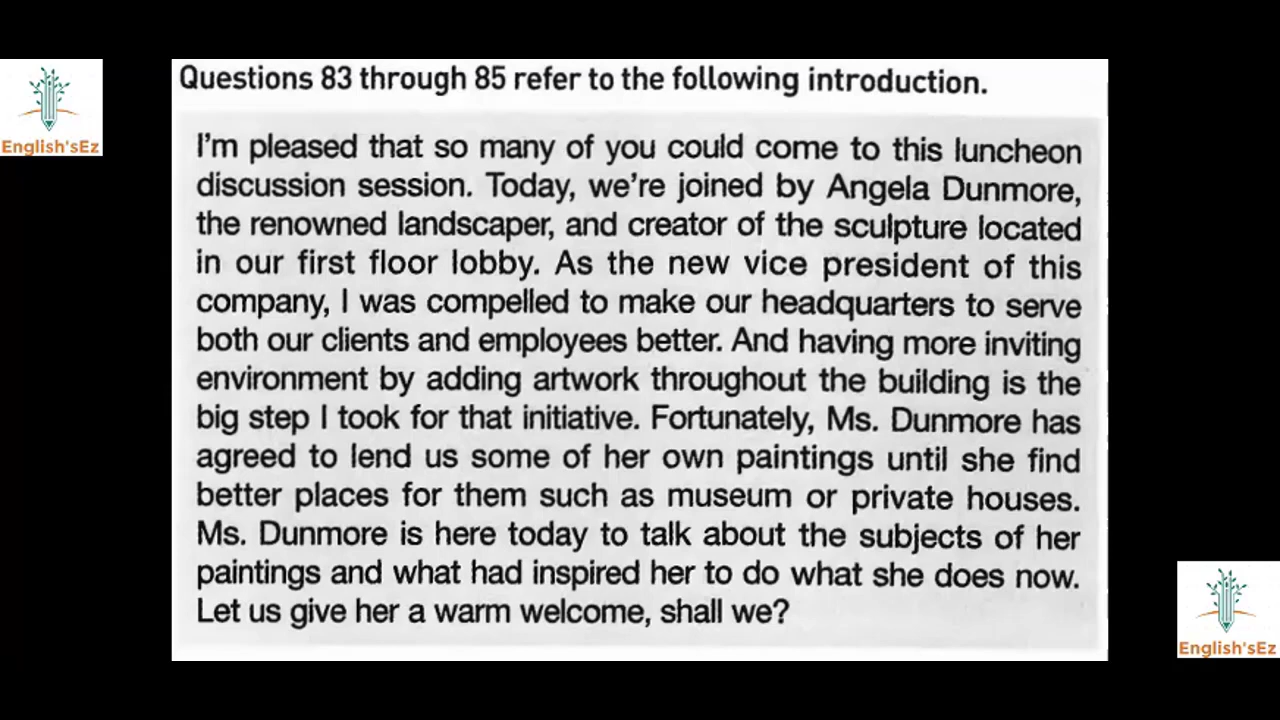 Questions 83 through 85 refer to the following introduction.
English'sEz
I'm pleased that so many of you could come to this luncheon
discussion session. Today, we're joined by Angela Dunmore,
the renowned landscaper, and creator of the sculpture located
in our first floor lobby. As the new vice president of this
company, I was compelled to make our headquarters to serve
both our clients and employees better. And having more inviting
environment by adding artwork throughout the building is the
big step I took for that initiative. Fortunately, Ms. Dunmore has
agreed to lend us some of her own paintings until she find
better places for them such as museum or private houses.
Ms. Dunmore is here today to talk about the subjects of her
paintings and what had inspired her to do what she does now.
Let us give her a warm welcome, shall we?
English'sEz